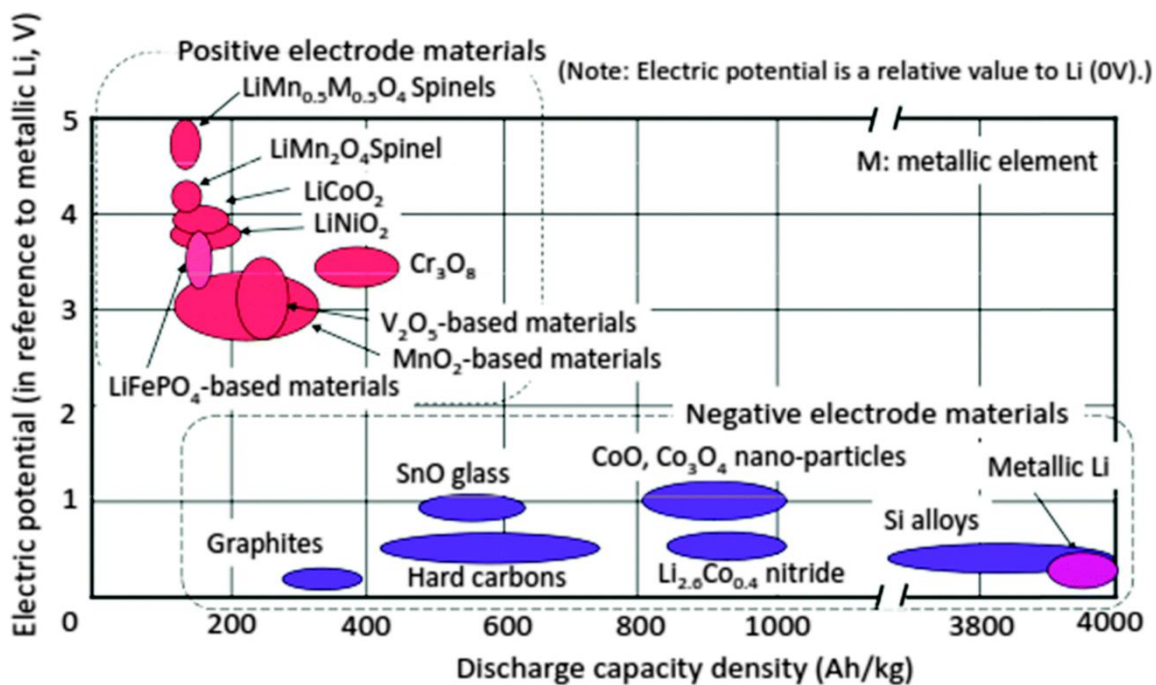 Positive electrode materials
(Note: Electric potential is a relative value to Li (0V).)
LiMn0.5M0.5O4 Spinels
LiMn2O4Spinel
M: metallic element
LiCoO2
LiNiO2
Cr3O8
V2O5-based materials
MnO2-based materials
LiFePO4-based materials
Negative electrode materials
CoO, Co3O4 nano-particles
SnO glass
Metallic Li
Si alloys
Graphites
Hard carbons
Li2.6Co0.4 nitride
Electric potential (in reference to metallic Li, V)
5
4
3
2
1
0
200
400
600
800
1000
3800
4000
Discharge capacity density (Ah/kg)